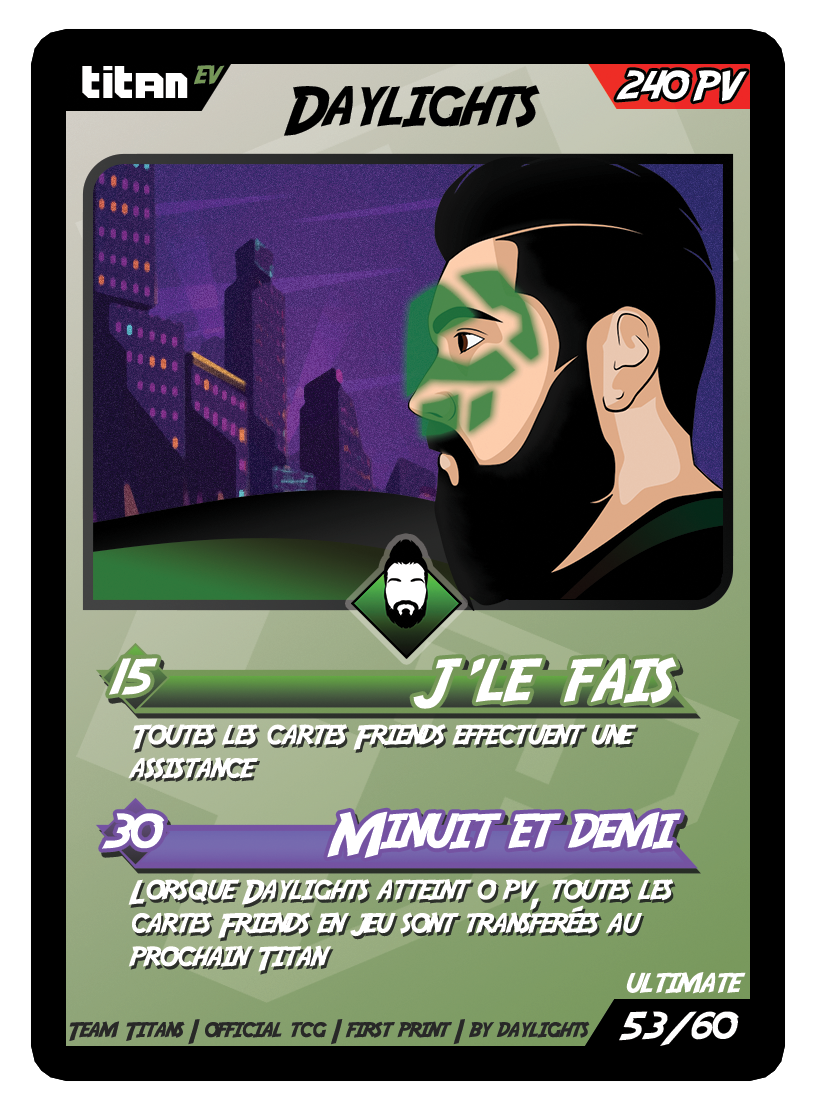 titan EV
240 PV
DAYLIGHTS
15
J'LE FAIS
TOUTES LES CARTES FRIENDS EFFECTUENT UNE
ASSISTANCE
30
MINUIT ET DEMI
LORSQUE DAYLIGHTS ATTEINT 0 PV, TOUTES LES
CARTES FRIENDS EN JEU SONT TRANSFERÉES AU
PROCHAIN TITAN
ULTIMATE
53/60
TEAM TITANS | OFFICIAL TCG | FIRST PRINT | BY DAYLIGHTS